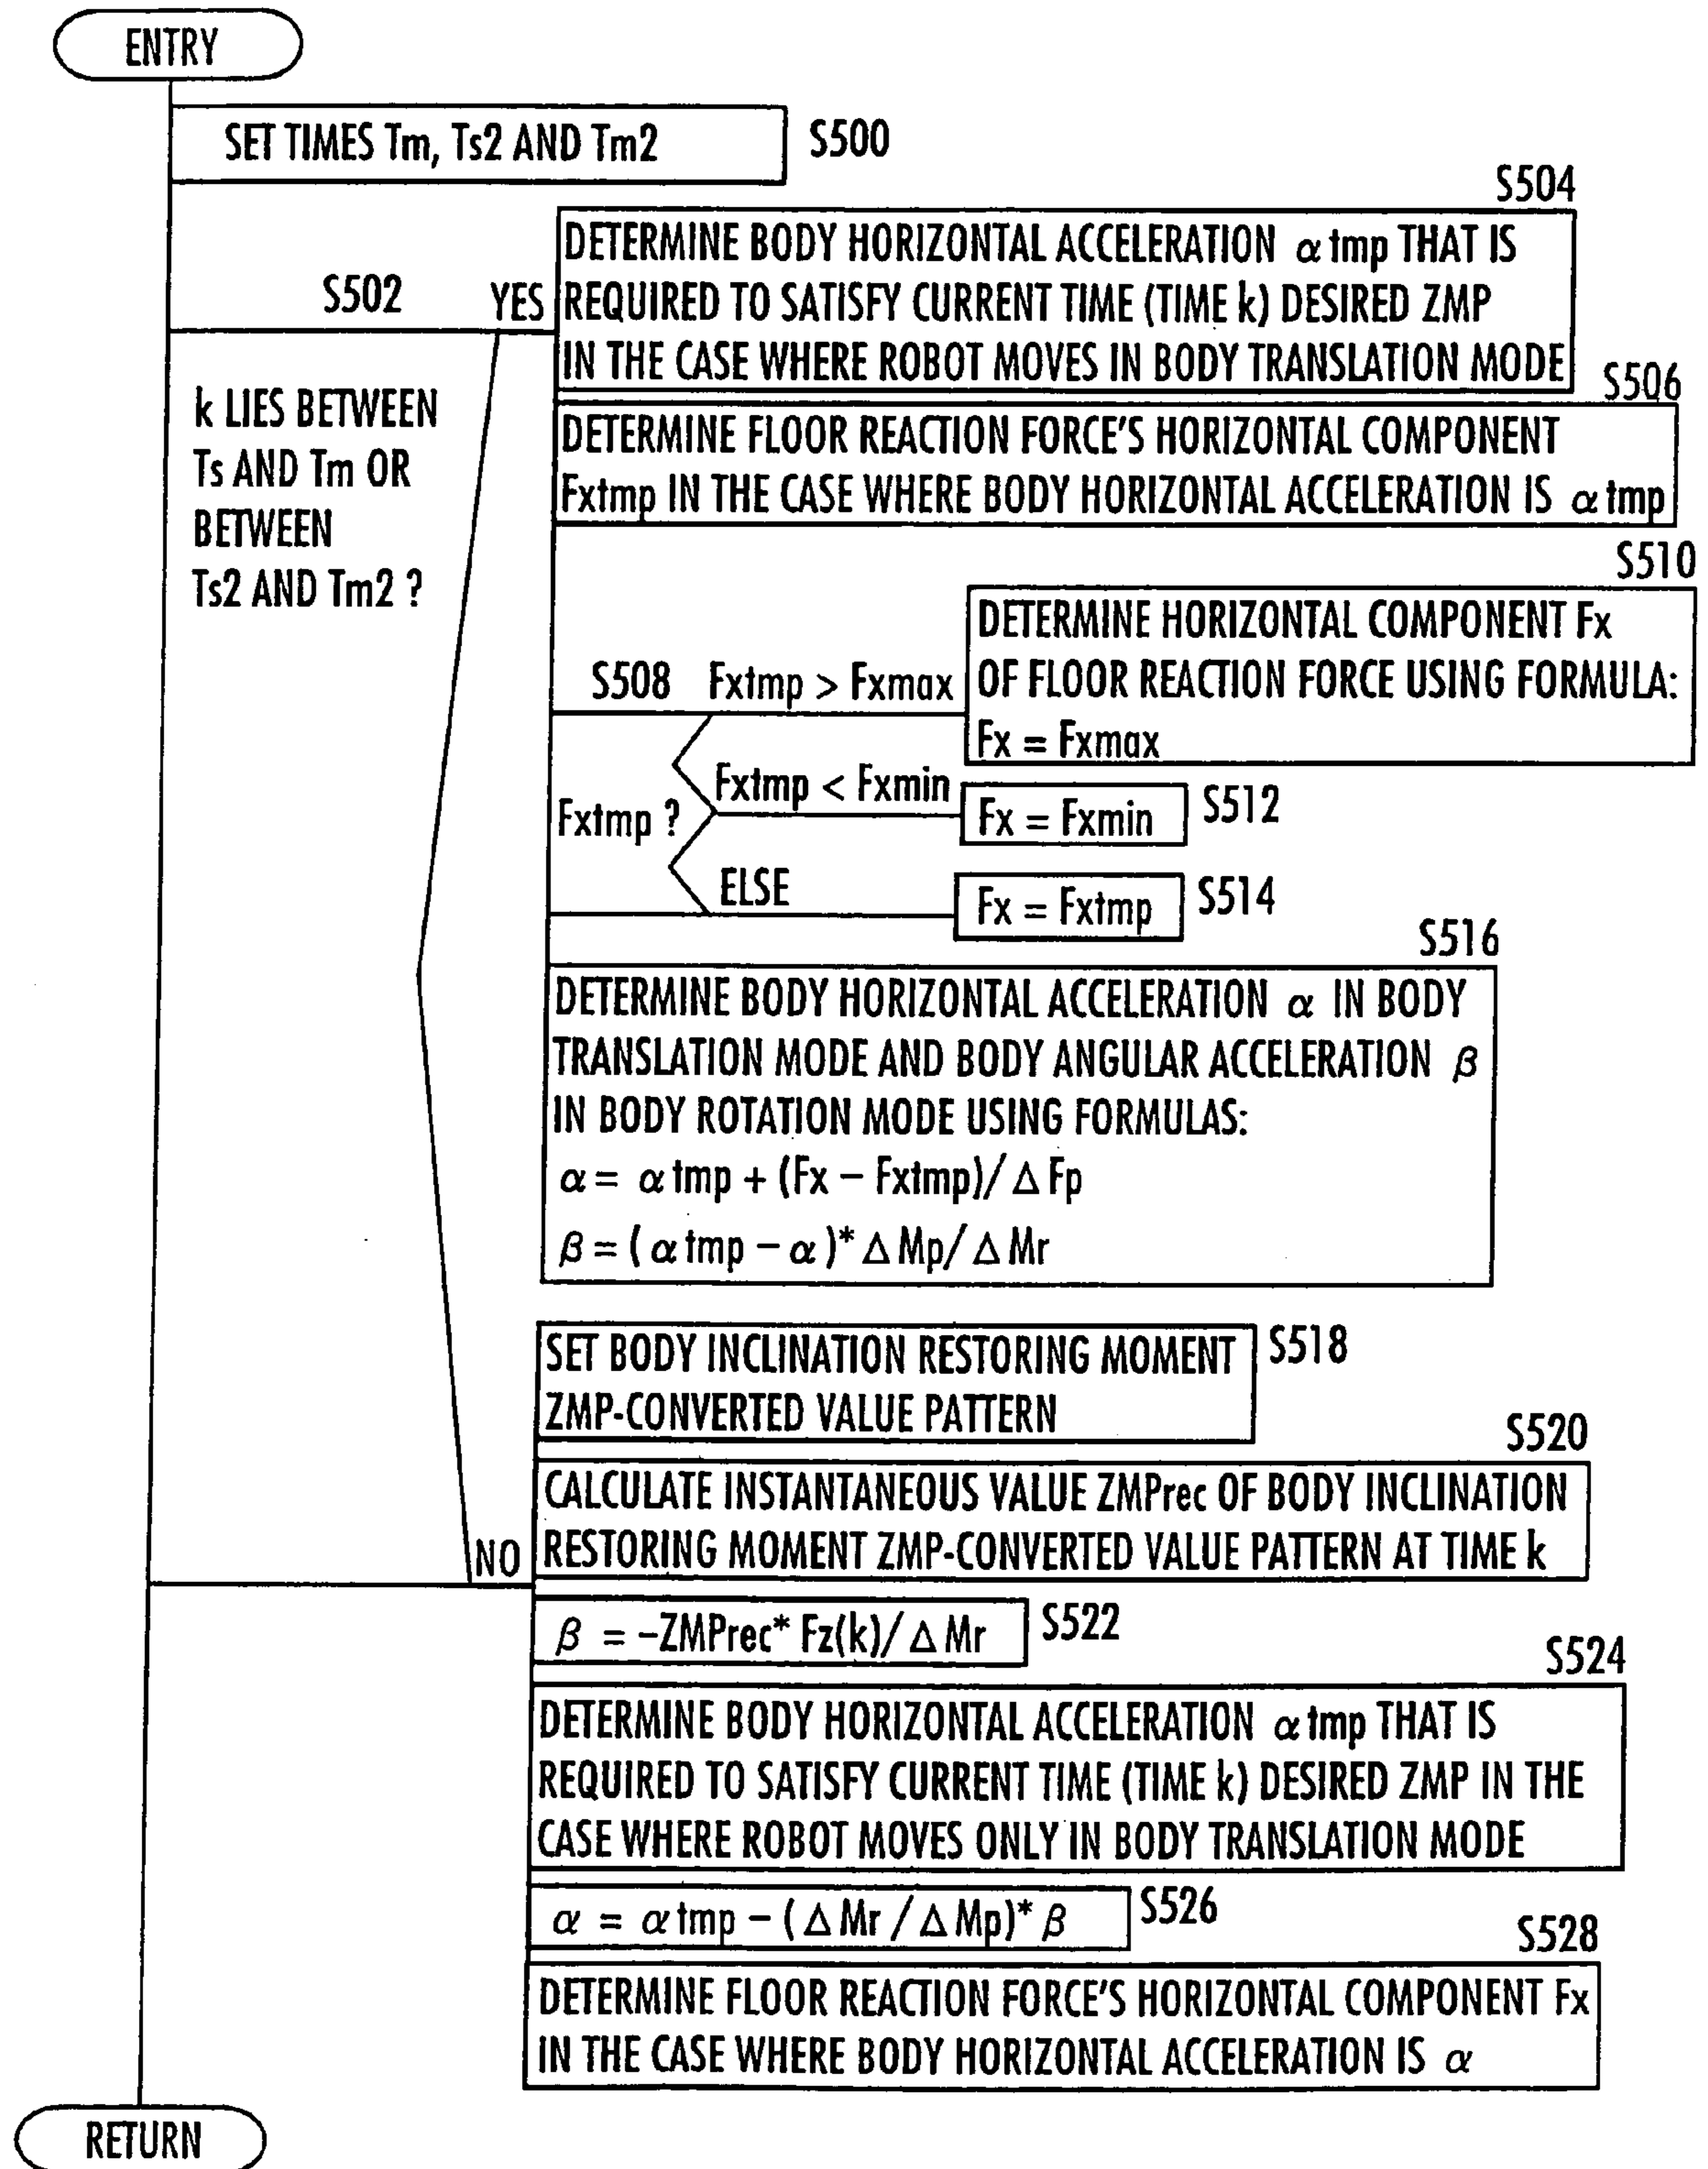 ENTRY
SET TIMES Tm, Ts2 AND Tm2
S500
S502
YES
k LIES BETWEEN
Ts AND Tm OR
BETWEEN
Ts2 AND Tm2 ?
S504
DETERMINE BODY HORIZONTAL ACCELERATION α tmp THAT IS
REQUIRED TO SATISFY CURRENT TIME (TIME k) DESIRED ZMP
IN THE CASE WHERE ROBOT MOVES IN BODY TRANSLATION MODE
S506
DETERMINE FLOOR REACTION FORCE'S HORIZONTAL COMPONENT
Fxtmp IN THE CASE WHERE BODY HORIZONTAL ACCELERATION IS α tmp
S508
Fxtmp ?
Fxtmp > Fxmax
S510
DETERMINE HORIZONTAL COMPONENT Fx
OF FLOOR REACTION FORCE USING FORMULA:
Fx = Fxmax
Fxtmp < Fxmin
Fx = Fxmin
S512
ELSE
Fx = Fxtmp
S514
S516
DETERMINE BODY HORIZONTAL ACCELERATION α IN BODY
TRANSLATION MODE AND BODY ANGULAR ACCELERATION β
IN BODY ROTATION MODE USING FORMULAS:
α = α tmp + (Fx – Fxtmp)/ Δ Fp
β = ( α tmp – α )* Δ Mp/ Δ Mr
NO
SET BODY INCLINATION RESTORING MOMENT
ZMP-CONVERTED VALUE PATTERN
S518
S520
CALCULATE INSTANTANEOUS VALUE ZMPrec OF BODY INCLINATION
RESTORING MOMENT ZMP-CONVERTED VALUE PATTERN AT TIME k
β = –ZMPrec* Fz(k)/ Δ Mr
S522
S524
DETERMINE BODY HORIZONTAL ACCELERATION α tmp THAT IS
REQUIRED TO SATISFY CURRENT TIME (TIME k) DESIRED ZMP IN THE
CASE WHERE ROBOT MOVES ONLY IN BODY TRANSLATION MODE
α = α tmp – ( Δ Mr / Δ Mp)* β
S526
S528
DETERMINE FLOOR REACTION FORCE'S HORIZONTAL COMPONENT Fx
IN THE CASE WHERE BODY HORIZONTAL ACCELERATION IS α
RETURN